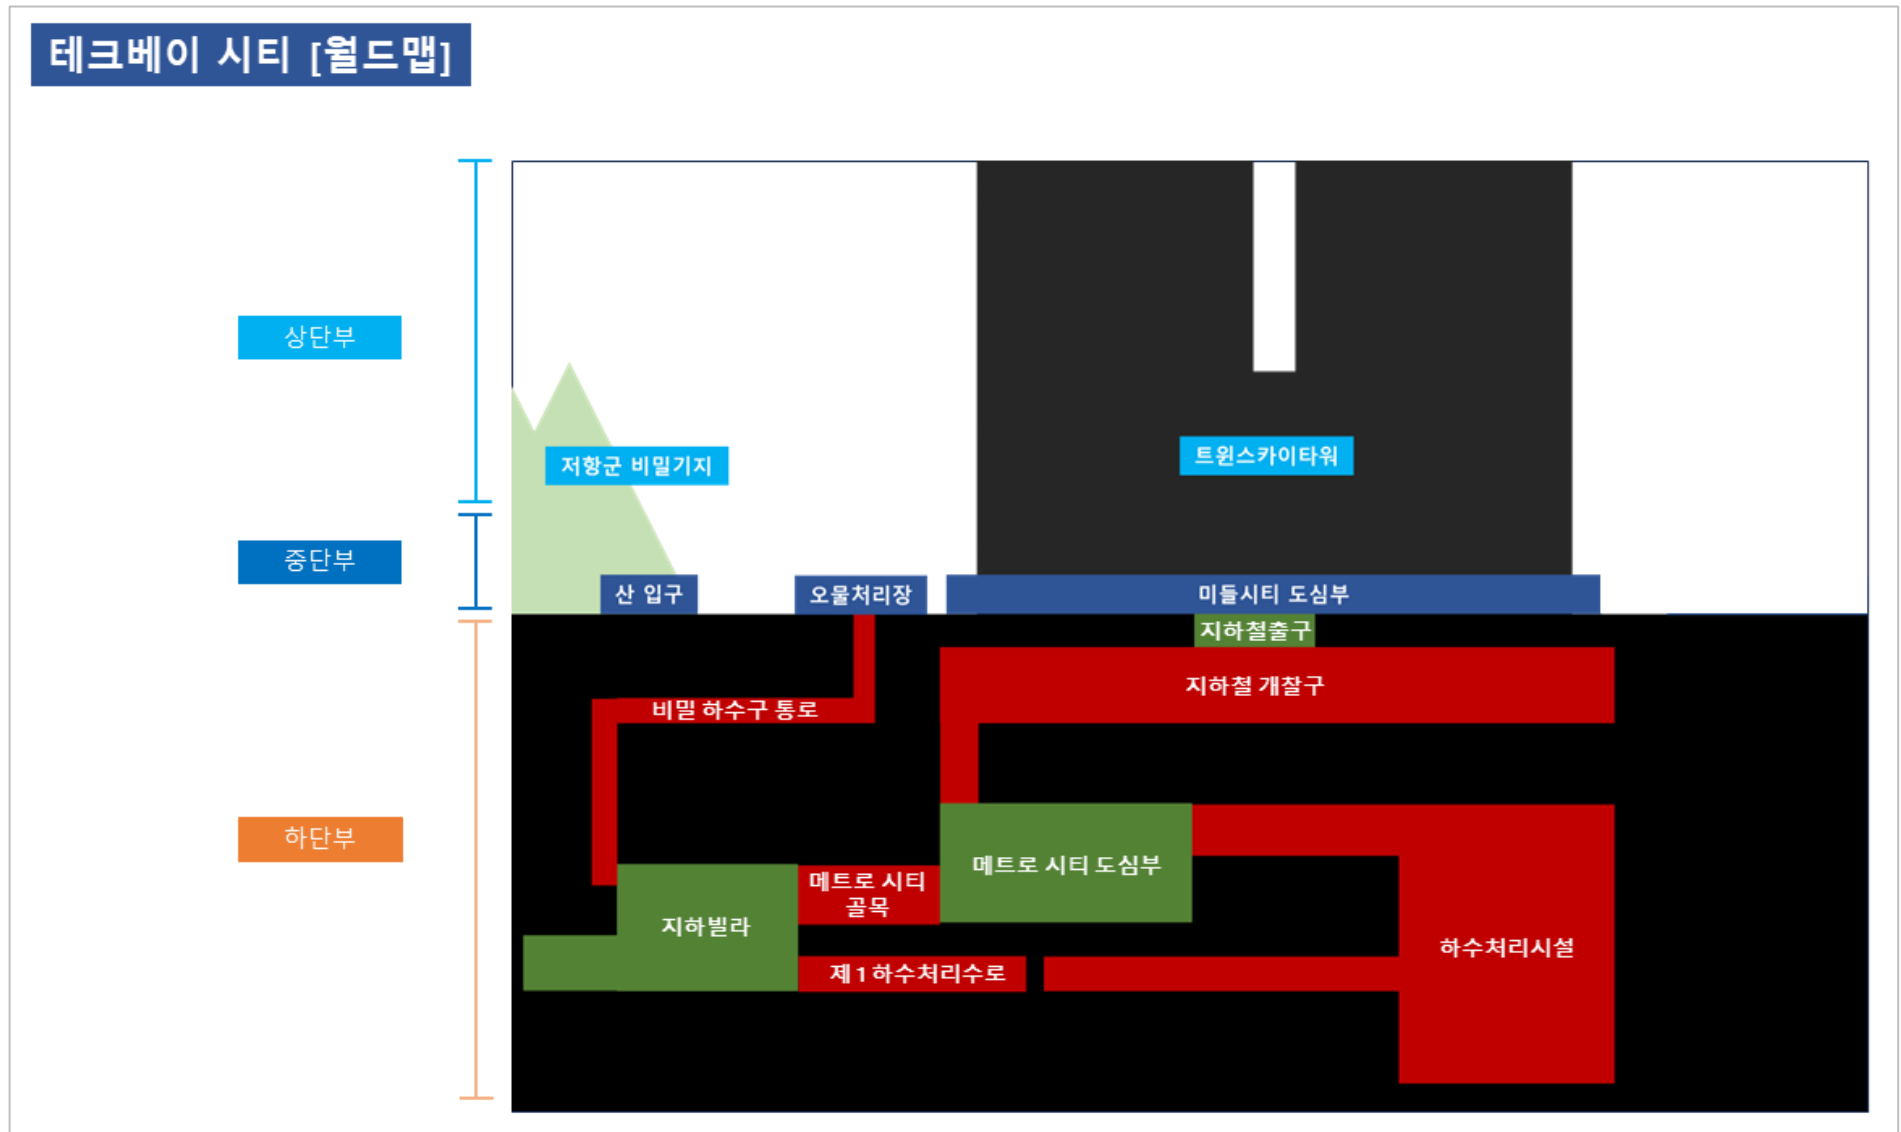 테크베이 시티 [월드맵]
상단부
저항군 비밀기지
트윈스카이타워
중단부
산 입구
오물처리장
미들시티 도심부
지하철출구
지하철 개찰구
비밀 하수구 통로
하단부
메트로 시티 도심부
메트로 시티
골목
지하빌라
하수처리시설
제1하수처리수로